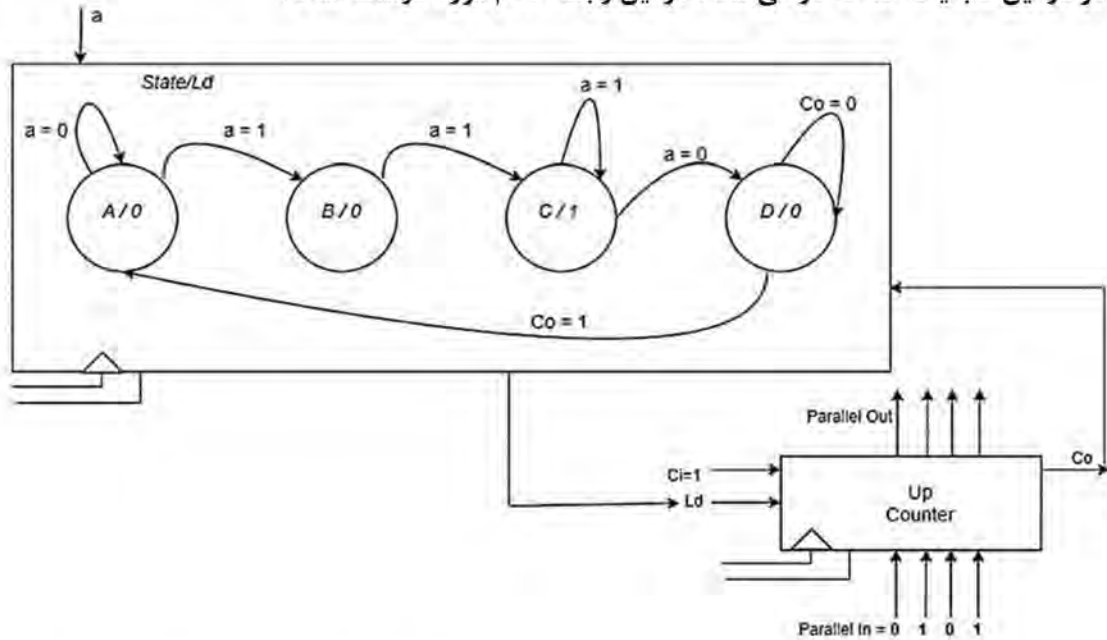 a
State/Ld
a = 0
a = 1
a = 1
a = 1
a = 0
Co = 0
A / 0
B / 0
C / 1
D / 0
Co = 1
Parallel Out
Ci=1
Ld
Up
Counter
Co
Parallel In = 0 1 0 1